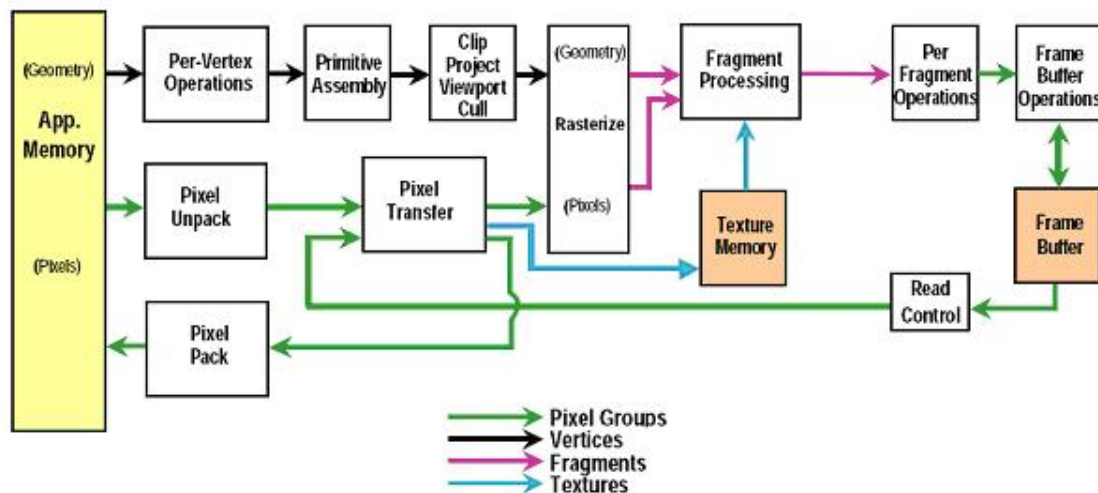 (Geometry)
App.
Memory
(Pixels)
Per-Vertex
Operations
Primitive
Assembly
Clip
Project
Viewport
Cull
(Geometry)
Rasterize
(Pixels)
Fragment
Processing
Per
Fragment
Operations
Frame
Buffer
Operations
Pixel
Unpack
Pixel
Transfer
Texture
Memory
Frame
Buffer
Read
Control
Pixel
Pack
Pixel Groups
Vertices
Fragments
Textures